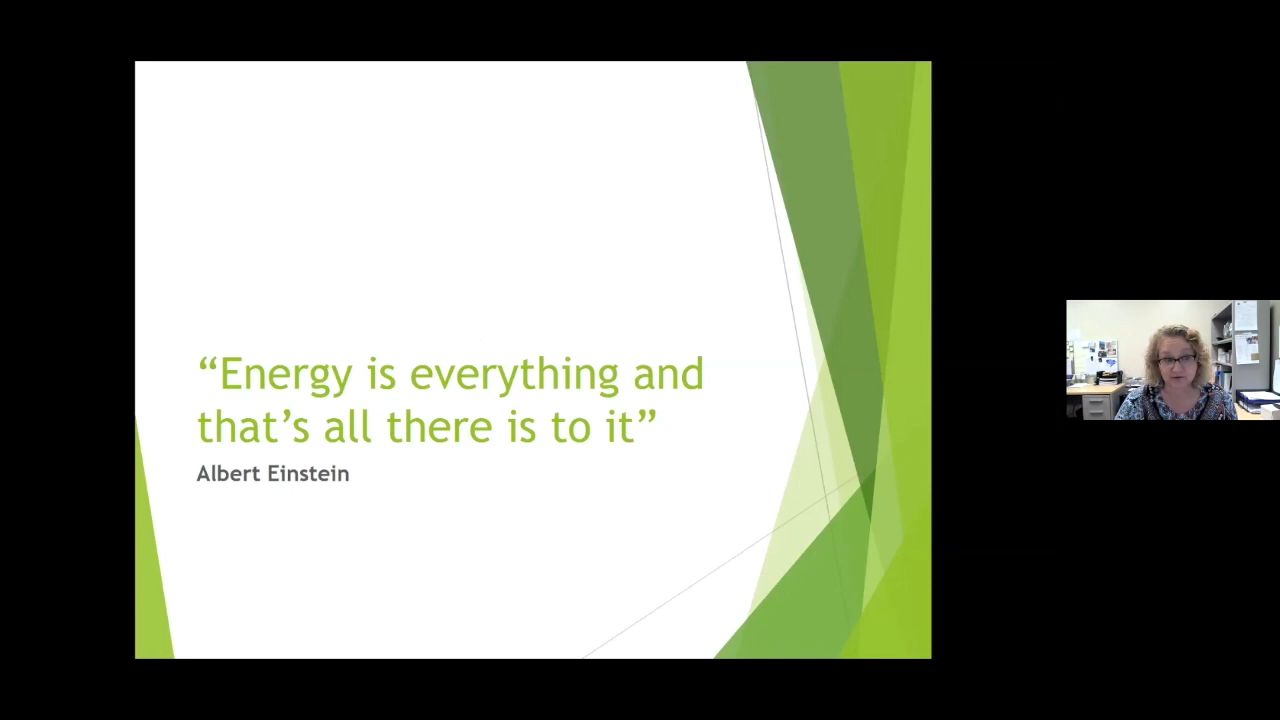 “Energy is everything and
that’s all there is to it”
Albert Einstein